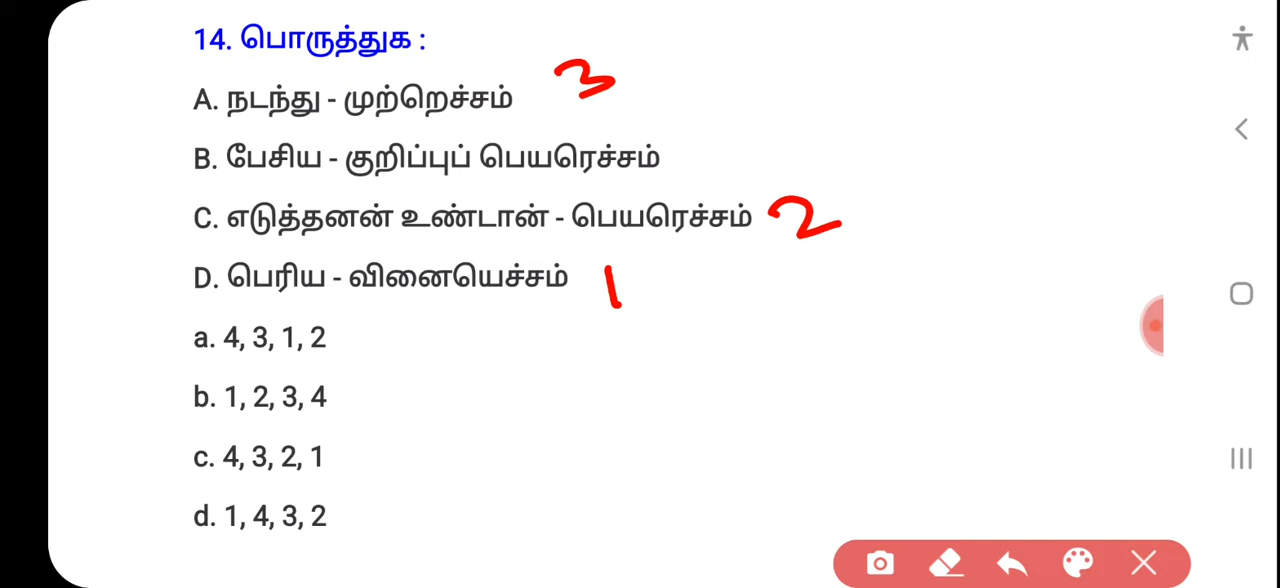 14. பொருத்துக :
A. நடந்து - முற்றெச்சம் 3
B. பேசிய - குறிப்புப் பெயரெச்சம்
C. எடுத்தனன் உண்டான் - பெயரெச்சம் 2
D. பெரிய - வினையெச்சம் 1
a. 4, 3, 1, 2
b. 1, 2, 3, 4
c. 4, 3, 2, 1
d. 1, 4, 3, 2